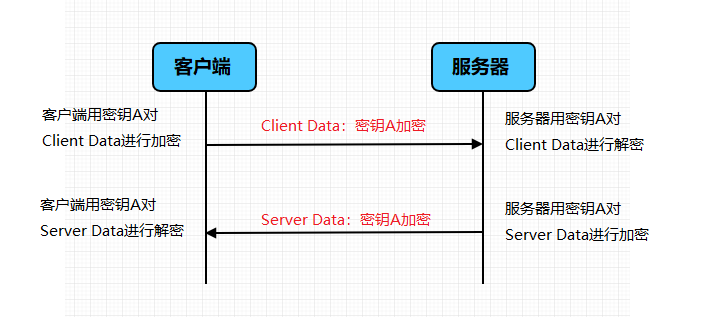 客户端
服务器
客户端用密钥A对
Client Data进行加密
Client Data：密钥A加密
服务器用密钥A对
Client Data进行解密
客户端用密钥A对
Server Data进行解密
Server Data：密钥A加密
服务器用密钥A对
Server Data进行加密